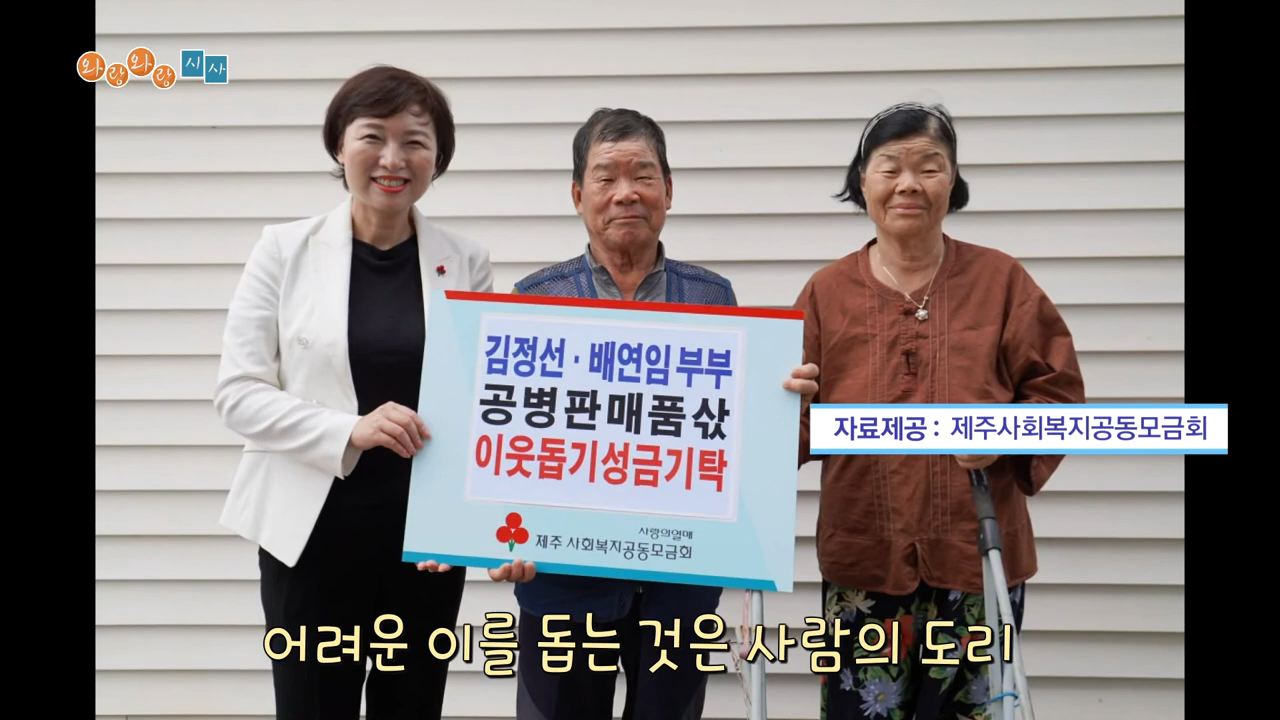 와랑와랑 시사
김정선·배연임 부부
공병판매품삯
이웃돕기성금기탁
사랑의열매
제주 사회복지공동모금회
자료제공 : 제주사회복지공동모금회
어려운 이를 돕는 것은 사람의 도리